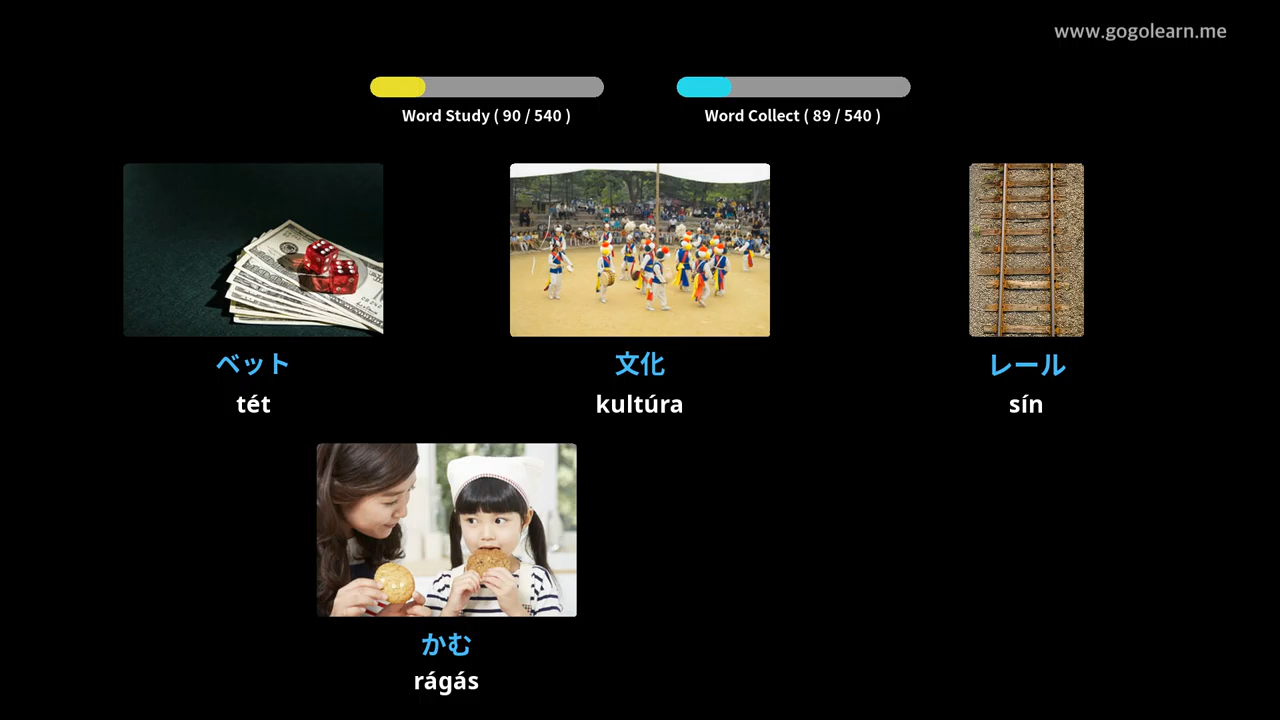 www.gogolearn.me
Word Study ( 90 / 540 )
Word Collect ( 89 / 540 )
ベット
tét
文化
kultúra
レール
sín
かむ
rágás